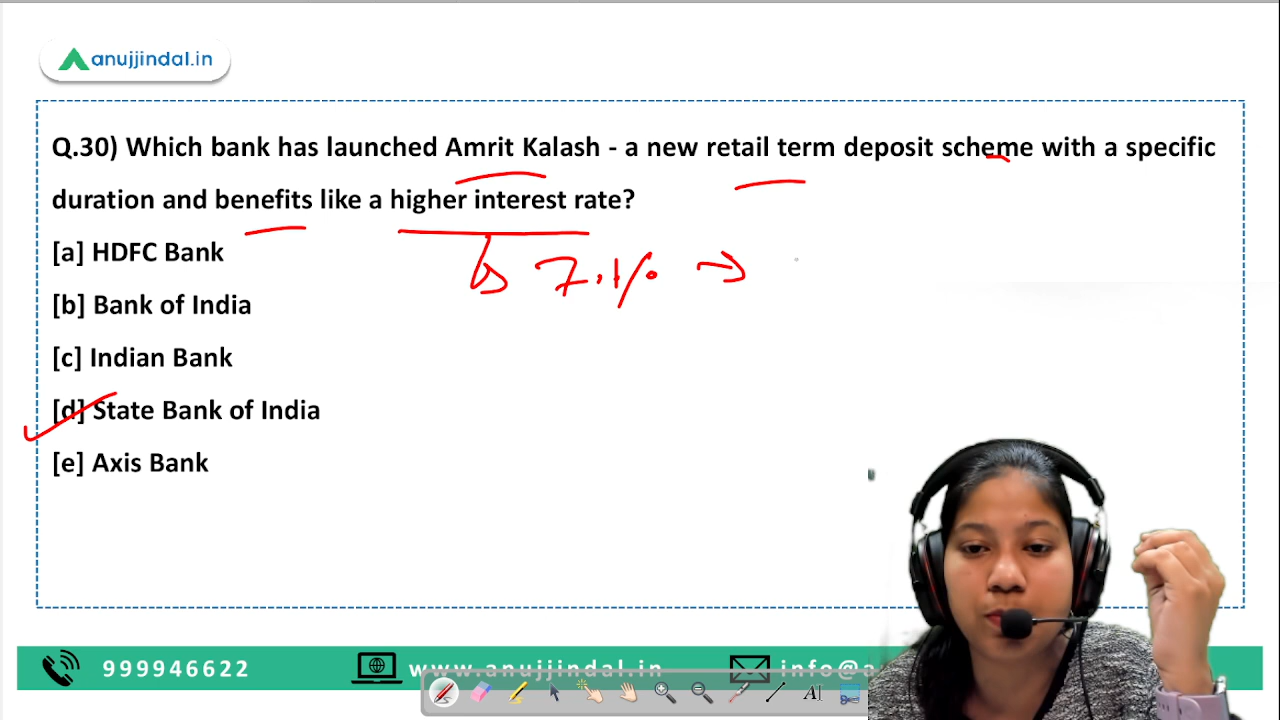 anujjindal.in
Q.30) Which bank has launched Amrit Kalash - a new retail term deposit scheme with a specific
duration and benefits like a higher interest rate?
[a] HDFC Bank
7.1% →
[b] Bank of India
[c] Indian Bank
[d] State Bank of India
[e] Axis Bank
999946622
www.anujjindal.in
info@a